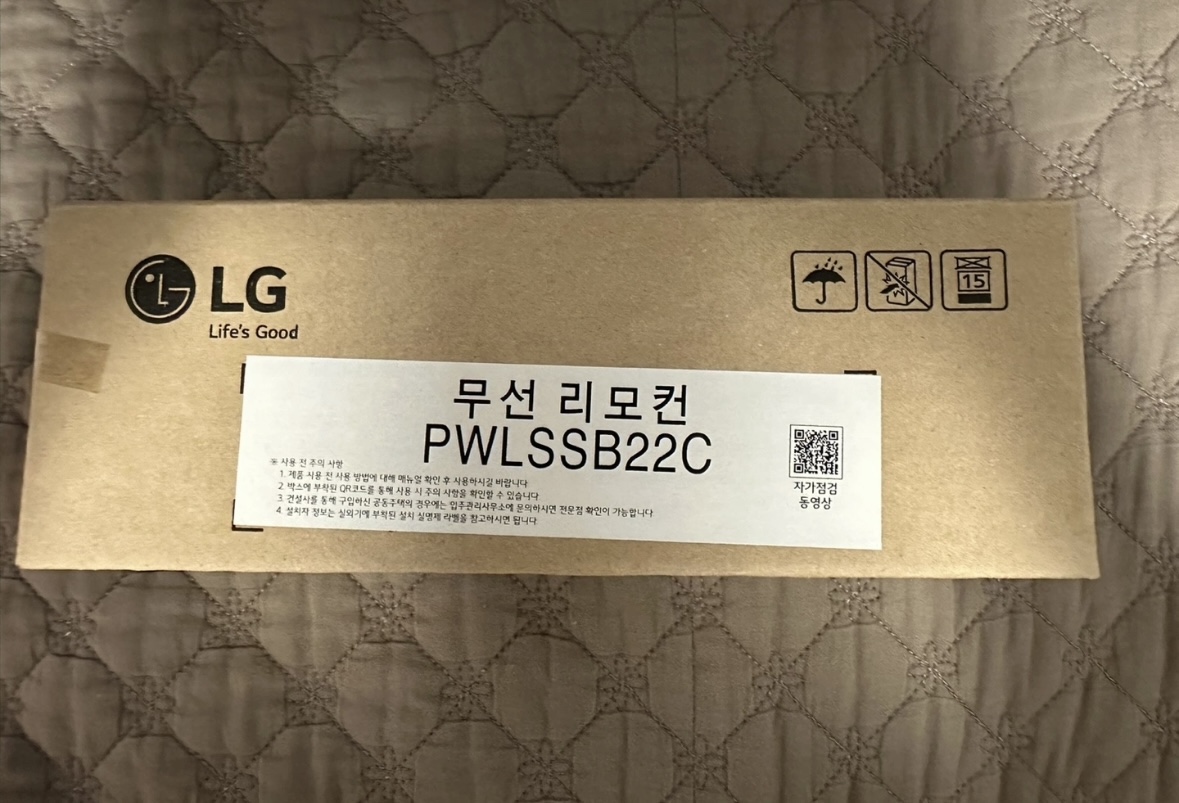 LG
Life's Good
15
무선 리모컨
PWLSSB22C
※ 사용 전 주의 사항
1. 제품 사용 전 사용 방법에 대해 매뉴얼 확인 후 사용하시길 바랍니다
2. 박스에 부착된 QR코드를 통해 사용 시 주의 사항을 확인할 수 있습니다
3. 건설사를 통해 구입하신 공동주택의 경우에는 입주관리사무소에 문의하시면 전문점 확인이 가능합니다
4. 설치자 정보는 실외기에 부착된 설치 실명제 라벨을 참고하시면 됩니다
자가점검
동영상